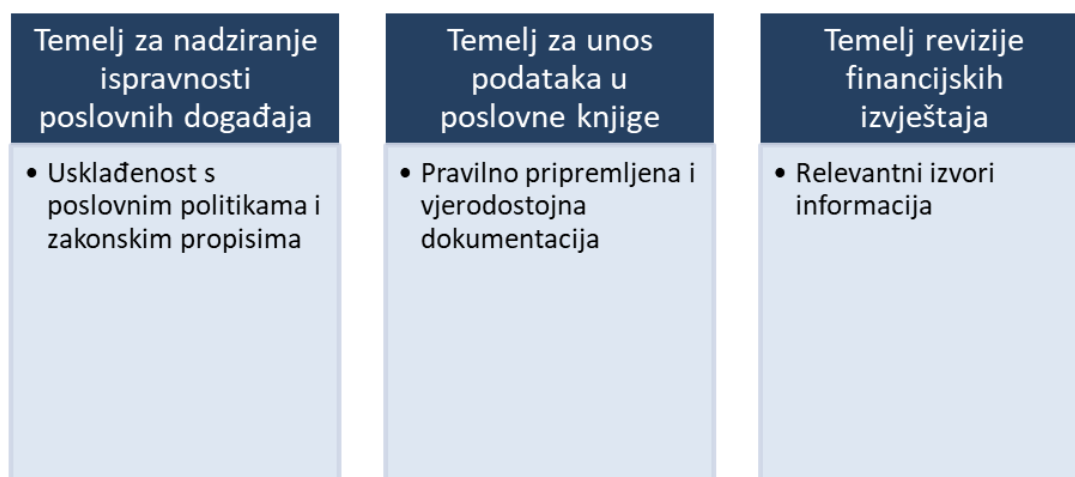 Temelj za nadziranje
ispravnosti
poslovnih događaja
• Usklađenost s
poslovnim politikama i
zakonskim propisima
Temelj za unos
podataka u
poslovne knjige
• Pravilno pripremljena i
vjerodostojna
dokumentacija
Temelj revizije
financijskih
izvještaja
• Relevantni izvori
informacija